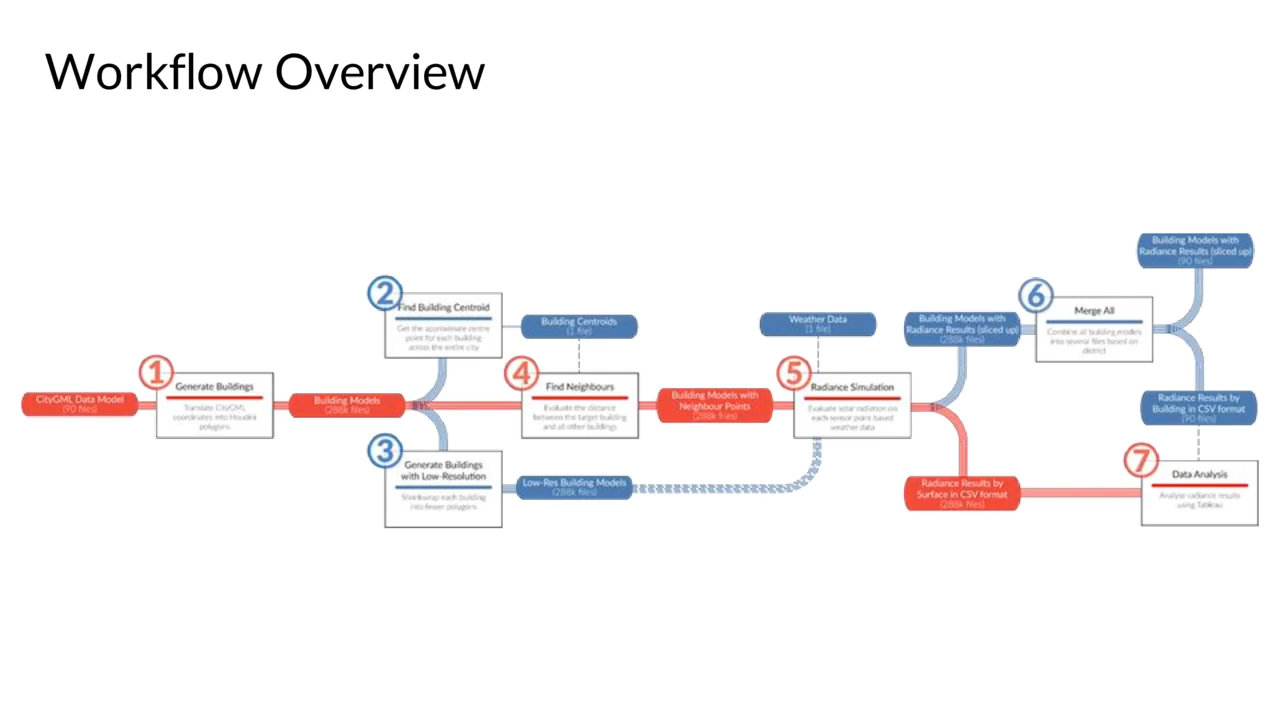 Workflow Overview
CityGML Data Model
(90 files)
1
Generate Buildings
Translate CityGML
coordinates into Houdini
polygons
Building Models
(288k files)
2
Find Building Centroid
Get the approximate centre
point for each building
across the entire city
Building Centroids
(1 file)
3
Generate Buildings
with Low-Resolution
Shrinkwrap each building
into fewer polygons
Low-Res Building Models
(288k files)
4
Find Neighbours
Evaluate the distance
between the target building
and all other buildings
Building Models with
Neighbour Points
(288k files)
Weather Data
(1 file)
5
Radiance Simulation
Evaluate solar radiation on
each sensor point based
weather data
Building Models with
Radiance Results (sliced up)
(288k files)
Radiance Results by
Surface in CSV format
(288k files)
6
Merge All
Combine all building models
into several files based on
district
Building Models with
Radiance Results (sliced up)
(90 files)
Radiance Results by
Building in CSV format
(90 files)
7
Data Analysis
Analyse radiance results
using Tableau